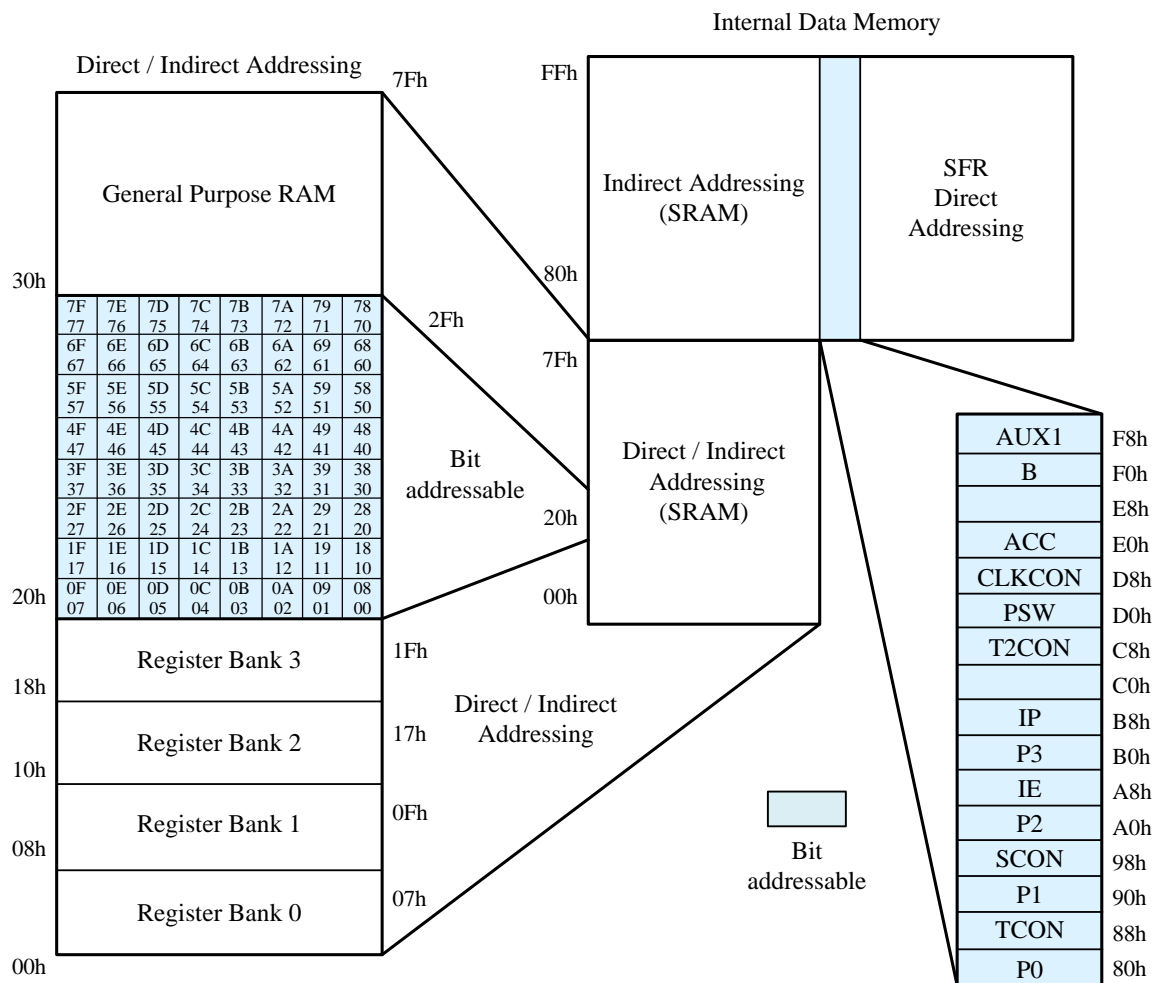 Internal Data Memory
Direct / Indirect Addressing
7Fh
General Purpose RAM
30h
7F 7E 7D 7C 7B 7A 79 78
77 76 75 74 73 72 71 70
6F 6E 6D 6C 6B 6A 69 68
67 66 65 64 63 62 61 60
5F 5E 5D 5C 5B 5A 59 58
57 56 55 54 53 52 51 50
4F 4E 4D 4C 4B 4A 49 48
47 46 45 44 43 42 41 40
3F 3E 3D 3C 3B 3A 39 38
37 36 35 34 33 32 31 30
2F 2E 2D 2C 2B 2A 29 28
27 26 25 24 23 22 21 20
1F 1E 1D 1C 1B 1A 19 18
17 16 15 14 13 12 11 10
0F 0E 0D 0C 0B 0A 09 08
07 06 05 04 03 02 01 00
2Fh
Bit
addressable
20h
Register Bank 3
1Fh
18h
Register Bank 2
17h
10h
Register Bank 1
0Fh
08h
Register Bank 0
07h
00h
Direct / Indirect
Addressing
FFh
Indirect Addressing
(SRAM)
80h
SFR
Direct
Addressing
7Fh
Direct / Indirect
Addressing
(SRAM)
20h
00h
Bit
addressable
AUX1 F8h
B F0h
E8h
ACC E0h
CLKCON D8h
PSW D0h
T2CON C8h
C0h
IP B8h
P3 B0h
IE A8h
P2 A0h
SCON 98h
P1 90h
TCON 88h
P0 80h